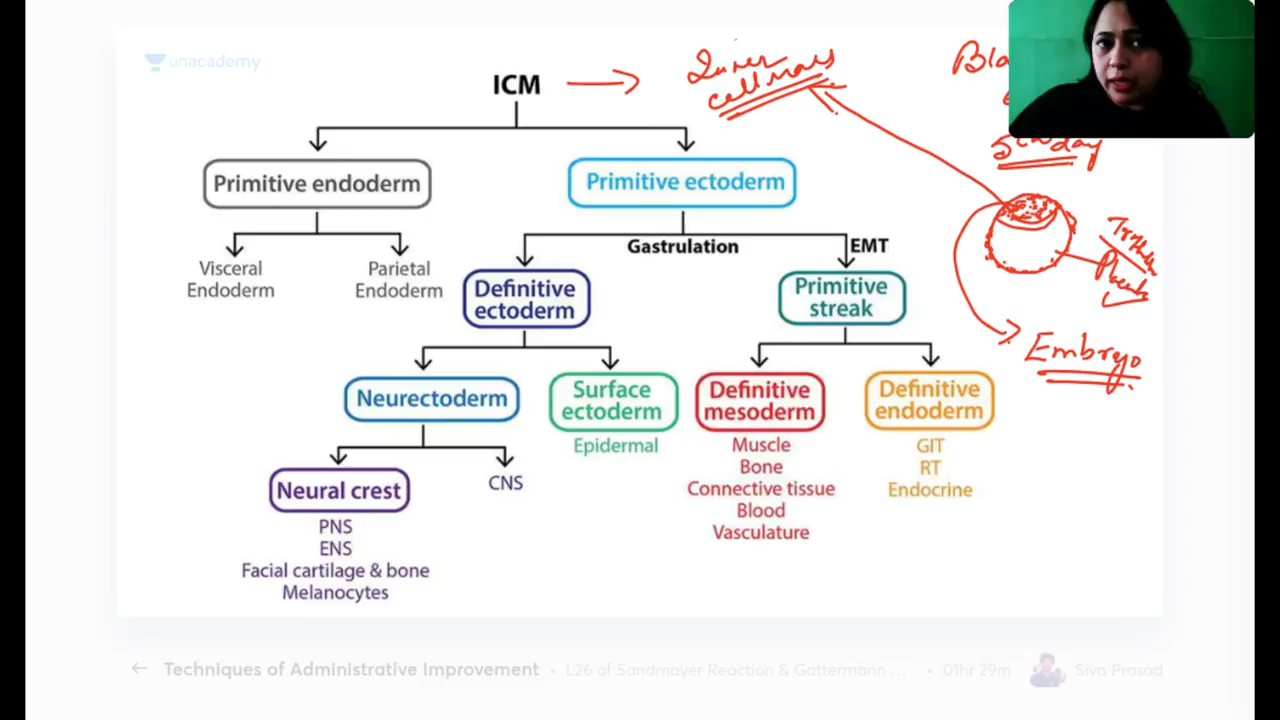 unacademy
ICM
Inner
cell mass
Primitive endoderm
Primitive ectoderm
Gastrulation
EMT
Visceral
Endoderm
Parietal
Endoderm
Definitive
ectoderm
Primitive
streak
Neurectoderm
Surface
ectoderm
Epidermal
Definitive
mesoderm
Muscle
Bone
Connective tissue
Blood
Vasculature
Definitive
endoderm
GIT
RT
Endocrine
Neural crest
PNS
ENS
Facial cartilage & bone
Melanocytes
CNS
Bla
day
Embryo
Techniques of Administrative Improvement
L26 of Sandmayer Reaction & Gattermann ...
01hr 29m
Siva Prasad